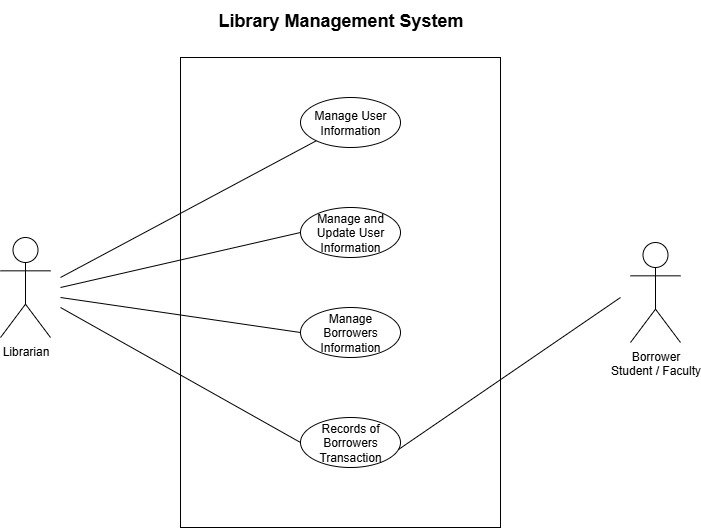 Library Management System
Manage User
Information
Manage and
Update User
Information
Manage
Borrowers
Information
Records of
Borrowers
Transaction
Librarian
Borrower
Student / Faculty